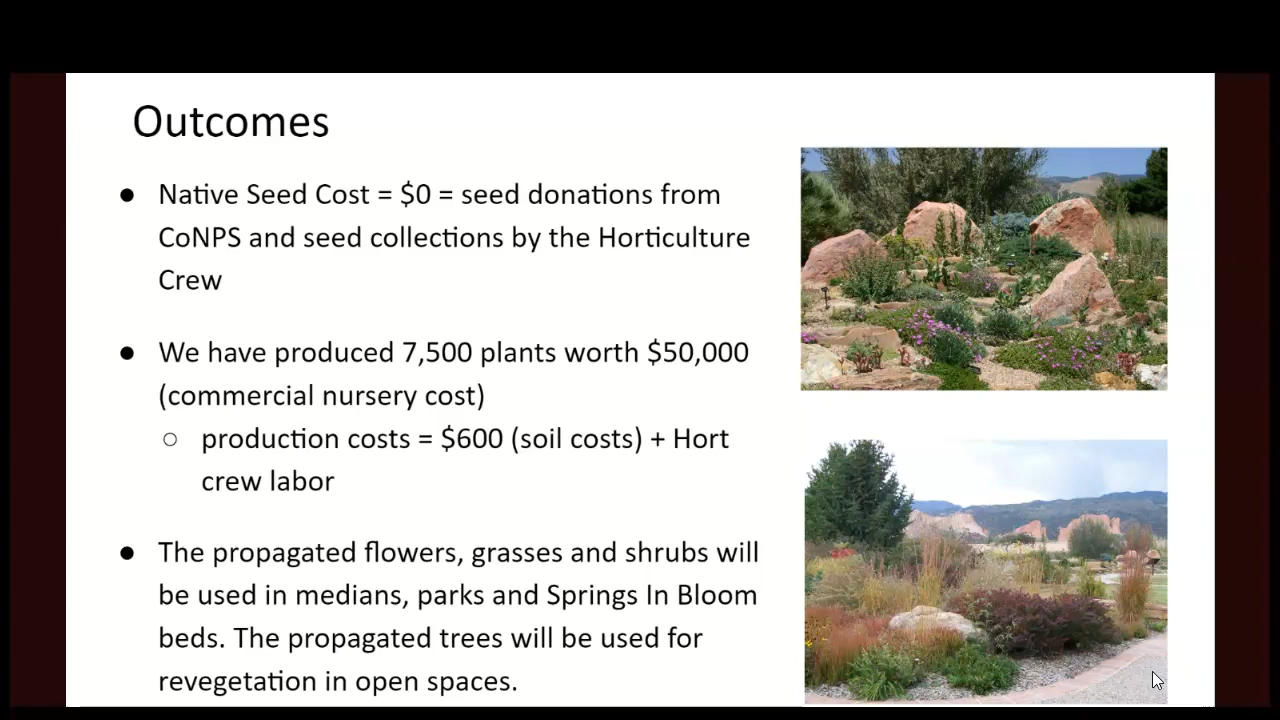 Outcomes
● Native Seed Cost = $0 = seed donations from
CoNPS and seed collections by the Horticulture
Crew
● We have produced 7,500 plants worth $50,000
(commercial nursery cost)
○ production costs = $600 (soil costs) + Hort
crew labor
● The propagated flowers, grasses and shrubs will
be used in medians, parks and Springs In Bloom
beds. The propagated trees will be used for
revegetation in open spaces.